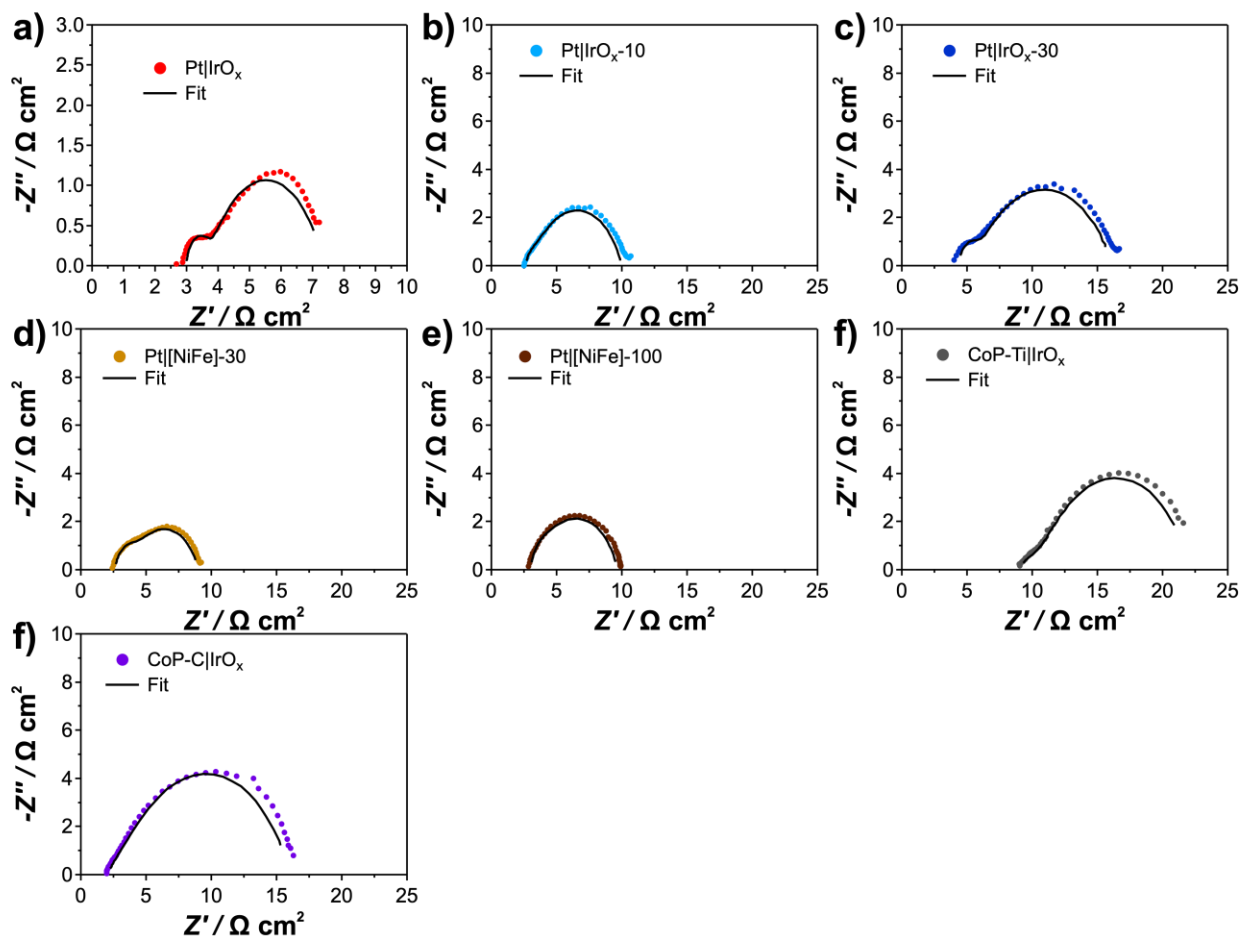 a)
3.0
2.5
2.0
1.5
1.0
0.5
0.0
-Z'' / Ω cm²
Pt|IrOₓ
Fit
0 1 2 3 4 5 6 7 8 9 10
Z' / Ω cm²
b)
10
8
6
4
2
0
-Z'' / Ω cm²
Pt|IrOₓ-10
Fit
0 5 10 15 20 25
Z' / Ω cm²
c)
10
8
6
4
2
0
-Z'' / Ω cm²
Pt|IrOₓ-30
Fit
0 5 10 15 20 25
Z' / Ω cm²
d)
10
8
6
4
2
0
-Z'' / Ω cm²
Pt|[NiFe]-30
Fit
0 5 10 15 20 25
Z' / Ω cm²
e)
10
8
6
4
2
0
-Z'' / Ω cm²
Pt|[NiFe]-100
Fit
0 5 10 15 20 25
Z' / Ω cm²
f)
10
8
6
4
2
0
-Z'' / Ω cm²
CoP-Ti|IrOₓ
Fit
0 5 10 15 20 25
Z' / Ω cm²
f)
10
8
6
4
2
0
-Z'' / Ω cm²
CoP-C|IrOₓ
Fit
0 5 10 15 20 25
Z' / Ω cm²